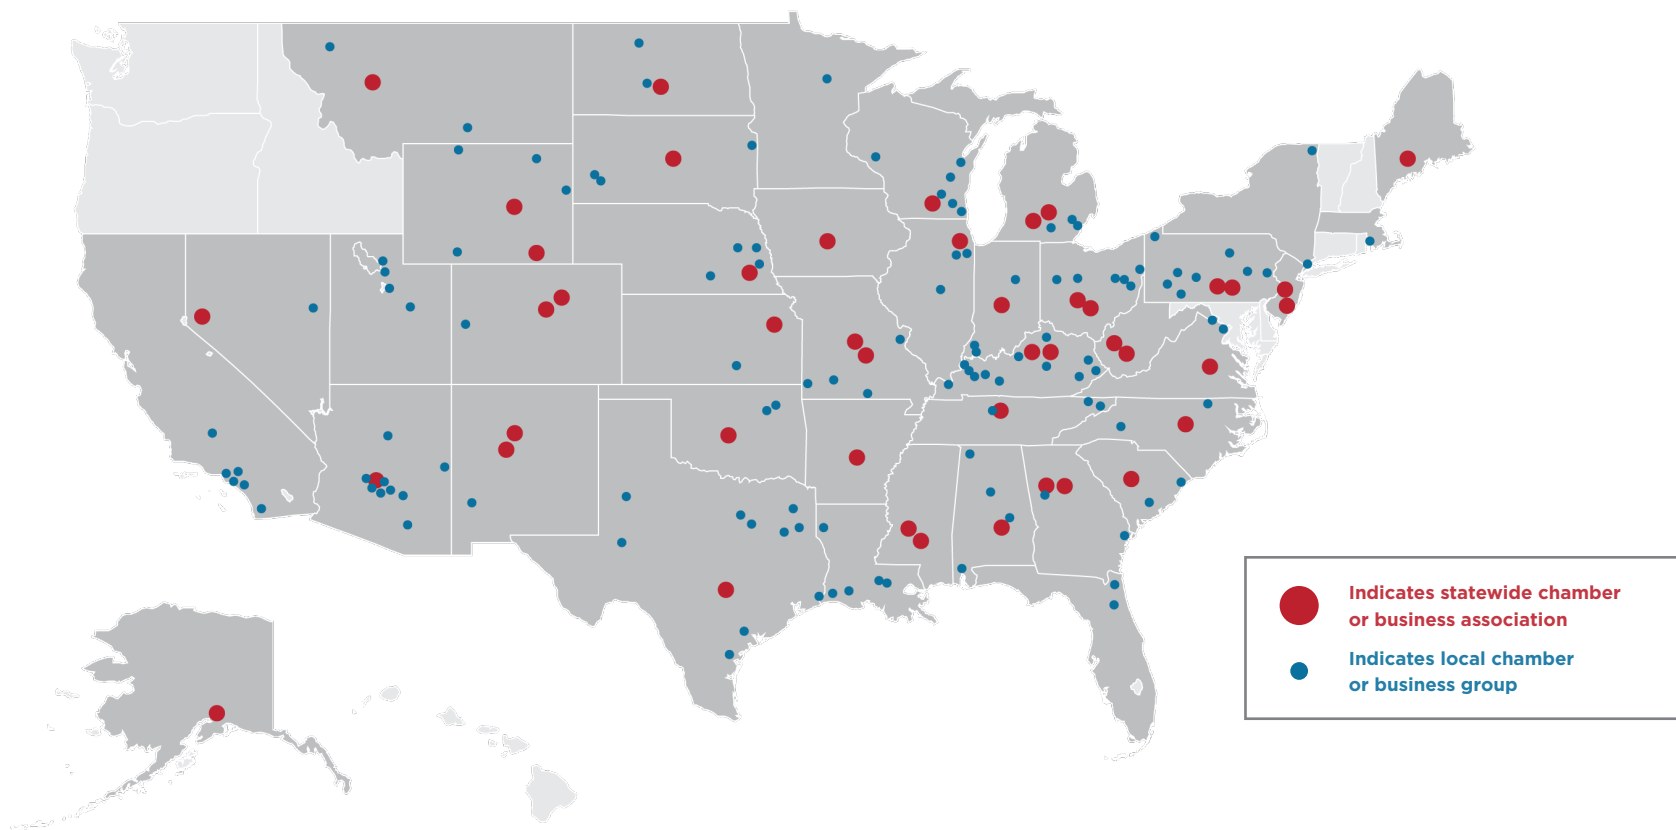 Indicates statewide chamber
or business association
Indicates local chamber
or business group